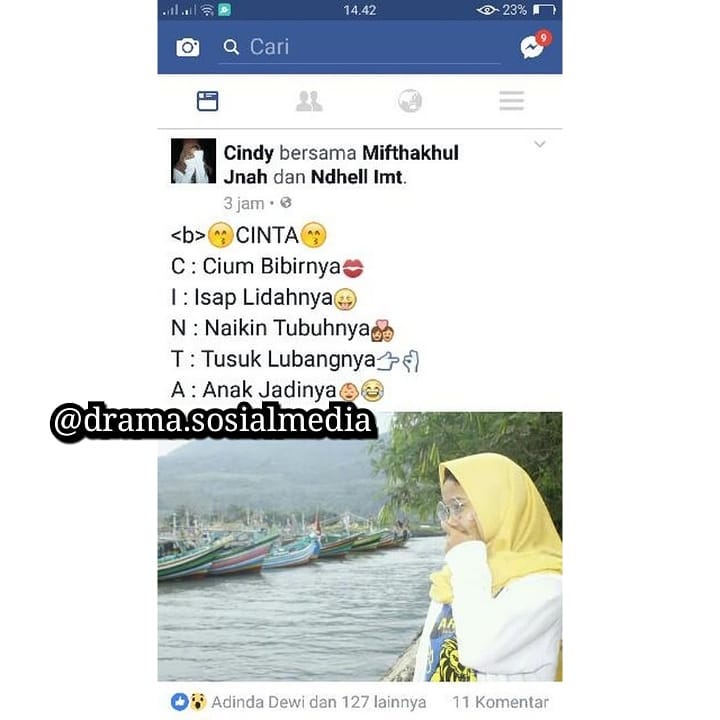 14.42
23%
Cari
9
Cindy bersama Mifthakhul
Jnah dan Ndhell Imt.
3 jam
<b>😙CINTA😙
C : Cium Bibirnya💋
I : Isap Lidahnya😝
N : Naikin Tubuhnya💑
T : Tusuk Lubangnya👉👌
A : Anak Jadinya👶😂
@drama.sosialmedia
Adinda Dewi dan 127 lainnya
11 Komentar